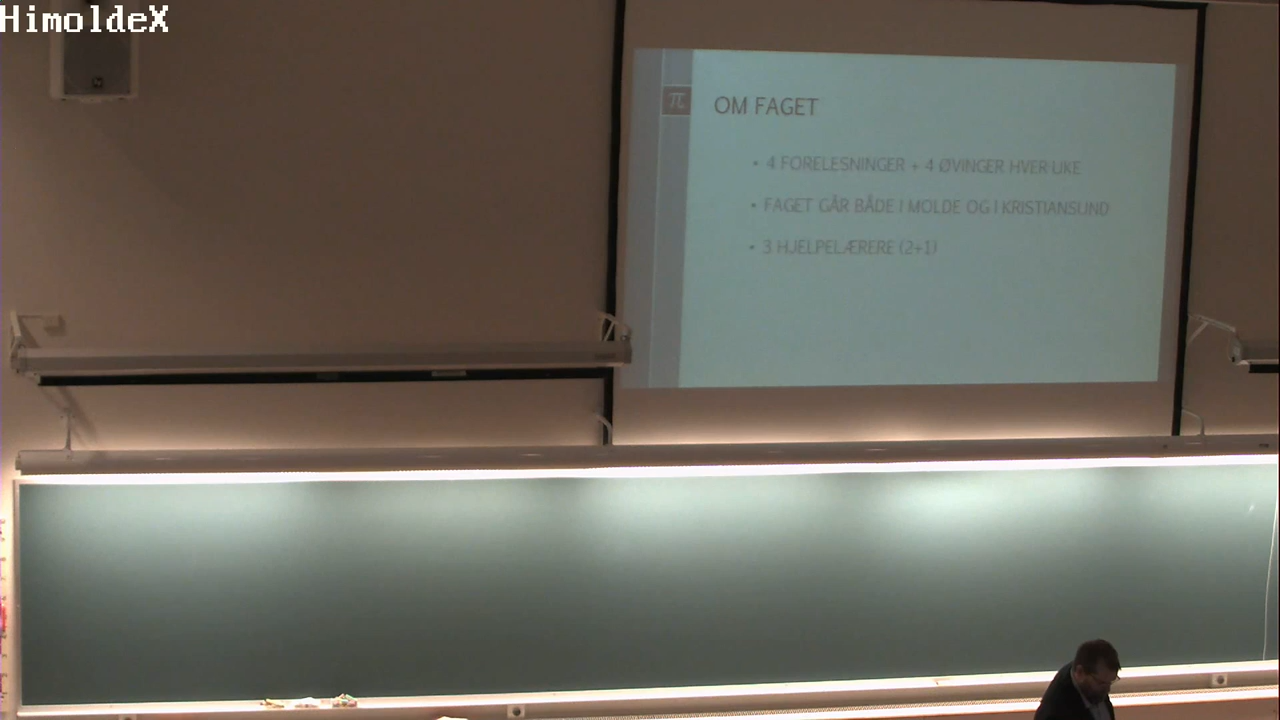 HimoldeX
π
OM FAGET
• 4 FORELESNINGER + 4 ØVINGER HVER UKE
• FAGET GÅR BÅDE I MOLDE OG I KRISTIANSUND
• 3 HJELPELÆRERE (2+1)